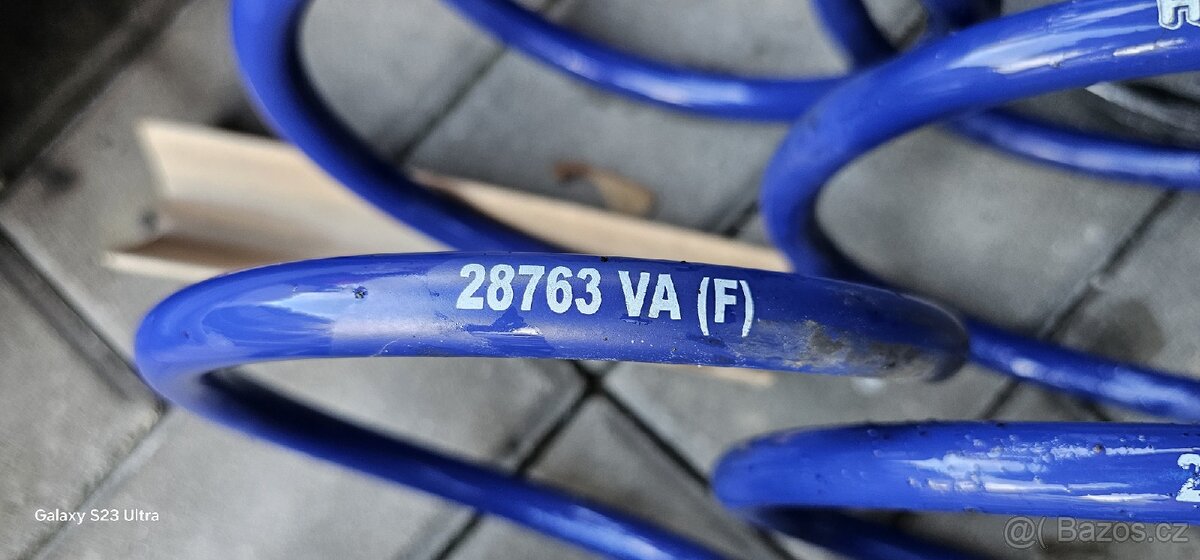 28763 VA (F)
Galaxy S23 Ultra
@( Bazos.cz